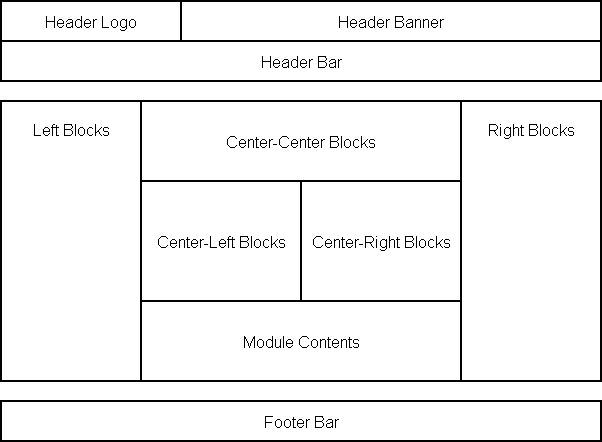 Header Logo
Header Banner
Header Bar
Left Blocks
Center-Center Blocks
Right Blocks
Center-Left Blocks
Center-Right Blocks
Module Contents
Footer Bar